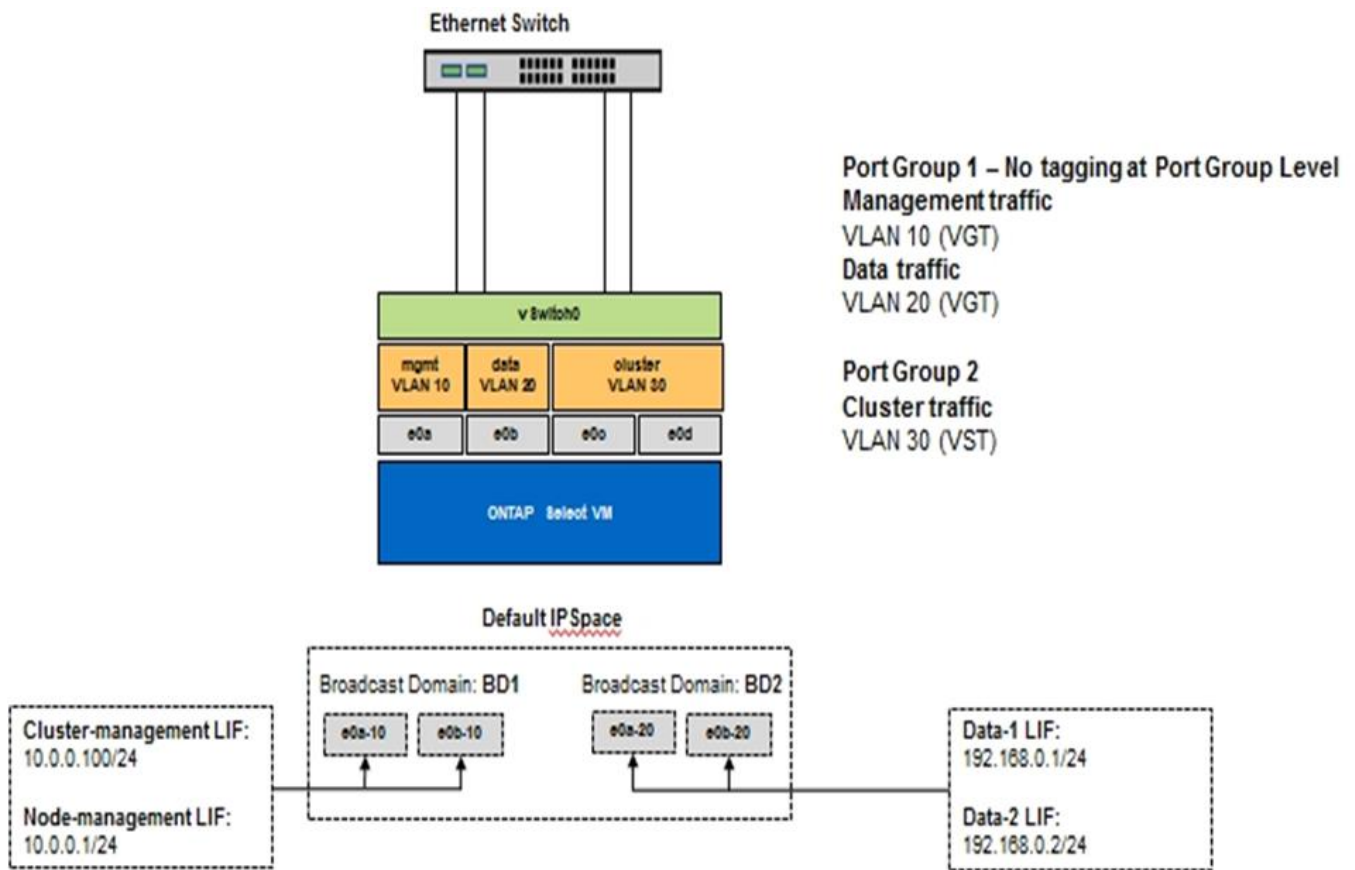 Ethernet Switch
Port Group 1 – No tagging at Port Group Level
Management traffic
VLAN 10 (VGT)
Data traffic
VLAN 20 (VGT)
Port Group 2
Cluster traffic
VLAN 30 (VST)
vSwitch0
mgmt
VLAN 10
data
VLAN 20
cluster
VLAN 30
e0a
e0b
e0c
e0d
ONTAP Select VM
Default IPSpace
Broadcast Domain: BD1
Broadcast Domain: BD2
e0a-10
e0b-10
e0a-20
e0b-20
Cluster-management LIF:
10.0.0.100/24
Node-management LIF:
10.0.0.1/24
Data-1 LIF:
192.168.0.1/24
Data-2 LIF:
192.168.0.2/24